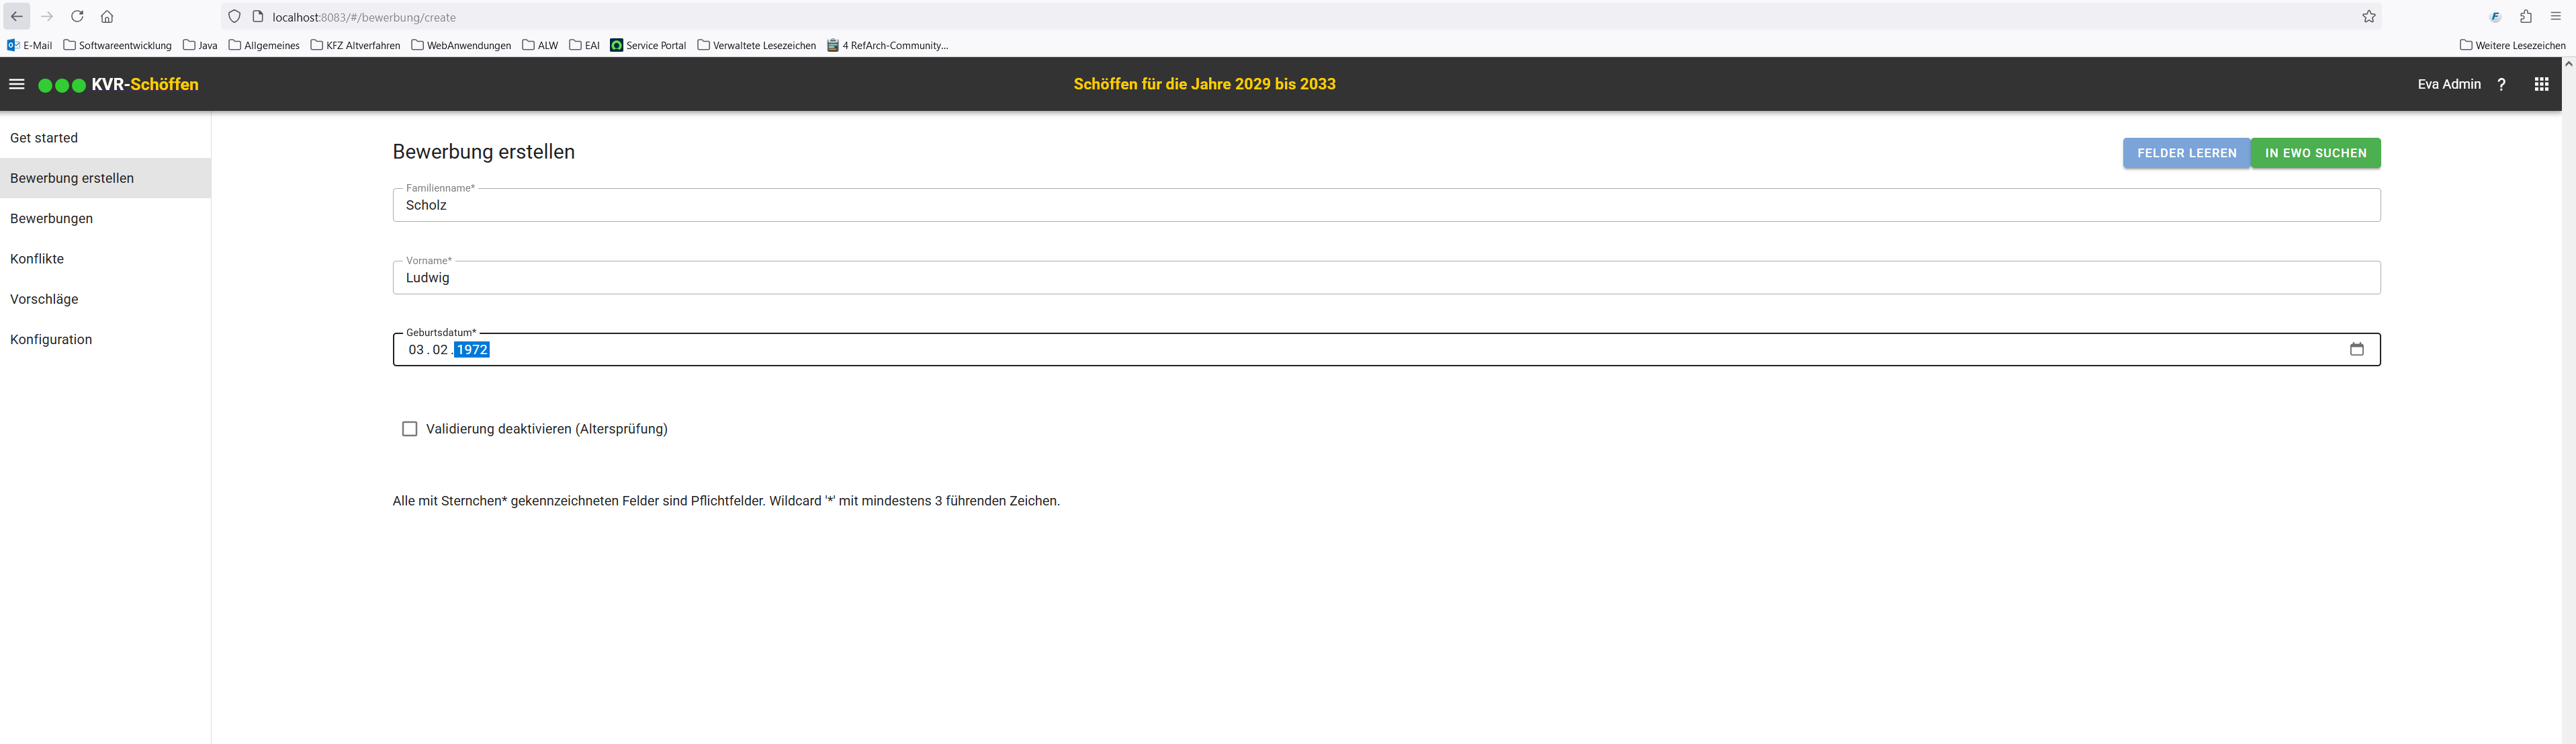 localhost:8083/#/bewerbung/create
E-Mail Softwareentwicklung Java Allgemeines KFZ Altverfahren WebAnwendungen ALW EAI Service Portal Verwaltete Lesezeichen 4 RefArch-Community... Weitere Lesezeichen
KVR-Schöffen Schöffen für die Jahre 2029 bis 2033 Eva Admin ?
Get started
Bewerbung erstellen
Bewerbungen
Konflikte
Vorschläge
Konfiguration
Bewerbung erstellen FELDER LEEREN IN EWO SUCHEN
Familienname*
Scholz
Vorname*
Ludwig
Geburtsdatum*
03.02.1972
Validierung deaktivieren (Altersprüfung)
Alle mit Sternchen* gekennzeichneten Felder sind Pflichtfelder. Wildcard '*' mit mindestens 3 führenden Zeichen.